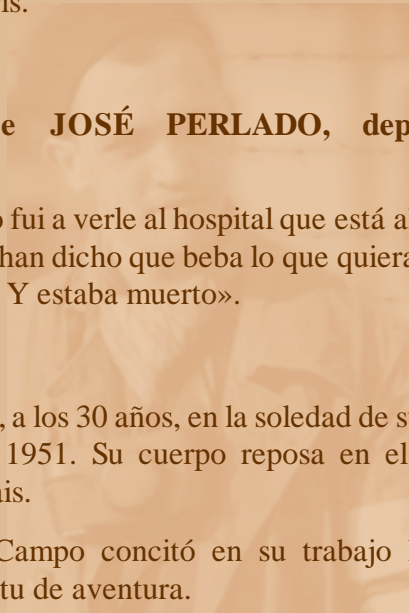 is.
e JOSÉ PERLADO, dep
o fui a verle al hospital que está a
han dicho que beba lo que quiera
Y estaba muerto».
, a los 30 años, en la soledad de s
1951. Su cuerpo reposa en el
is.
Campo concitó en su trabajo
tu de aventura.